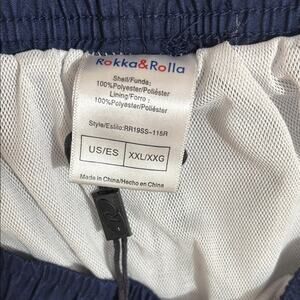 Rokka&Rolla
Shell/Funda:
100%Polyester/Poliéster
Lining/Forro :
100%Polyester/Poliéster
Style/Estilo:RR19SS-115R
US/ES XXL/XXG
Made in China/Hecho en China